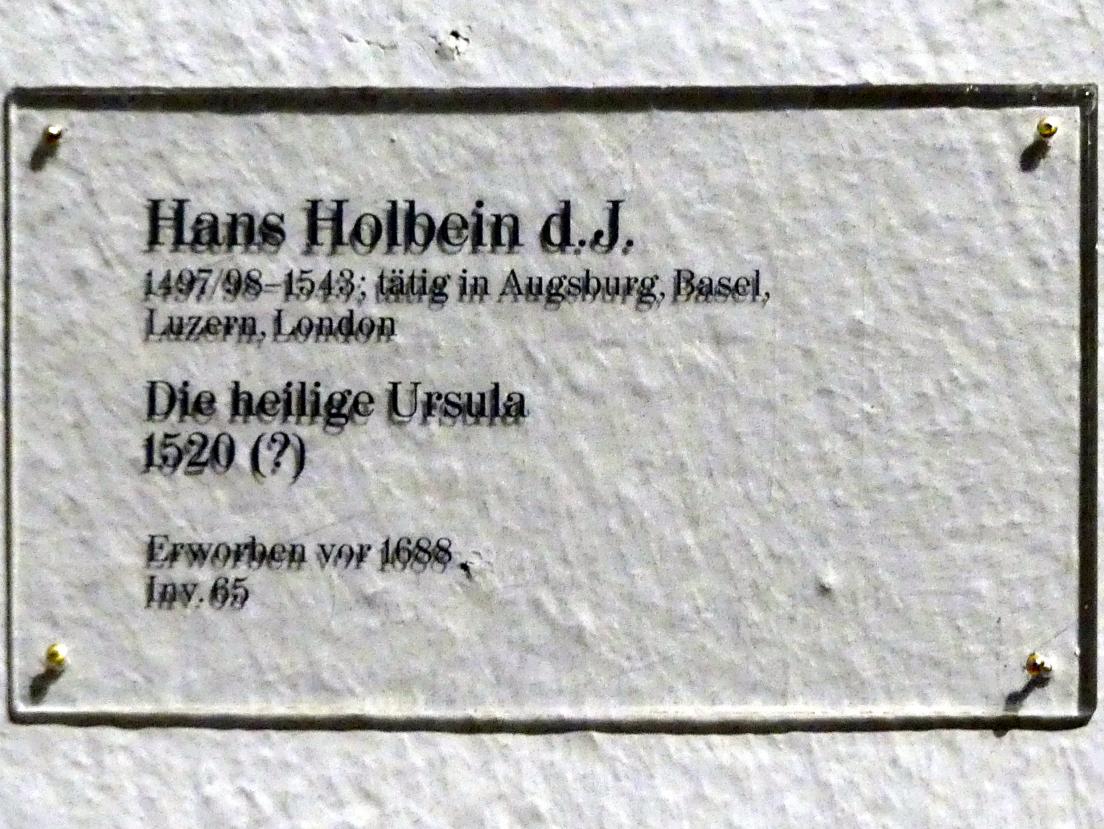 Hans Holbein d.J.
1497/98–1543; tätig in Augsburg, Basel,
Luzern, London
Die heilige Ursula
1520 (?)
Erworben vor 1688
Inv. 65